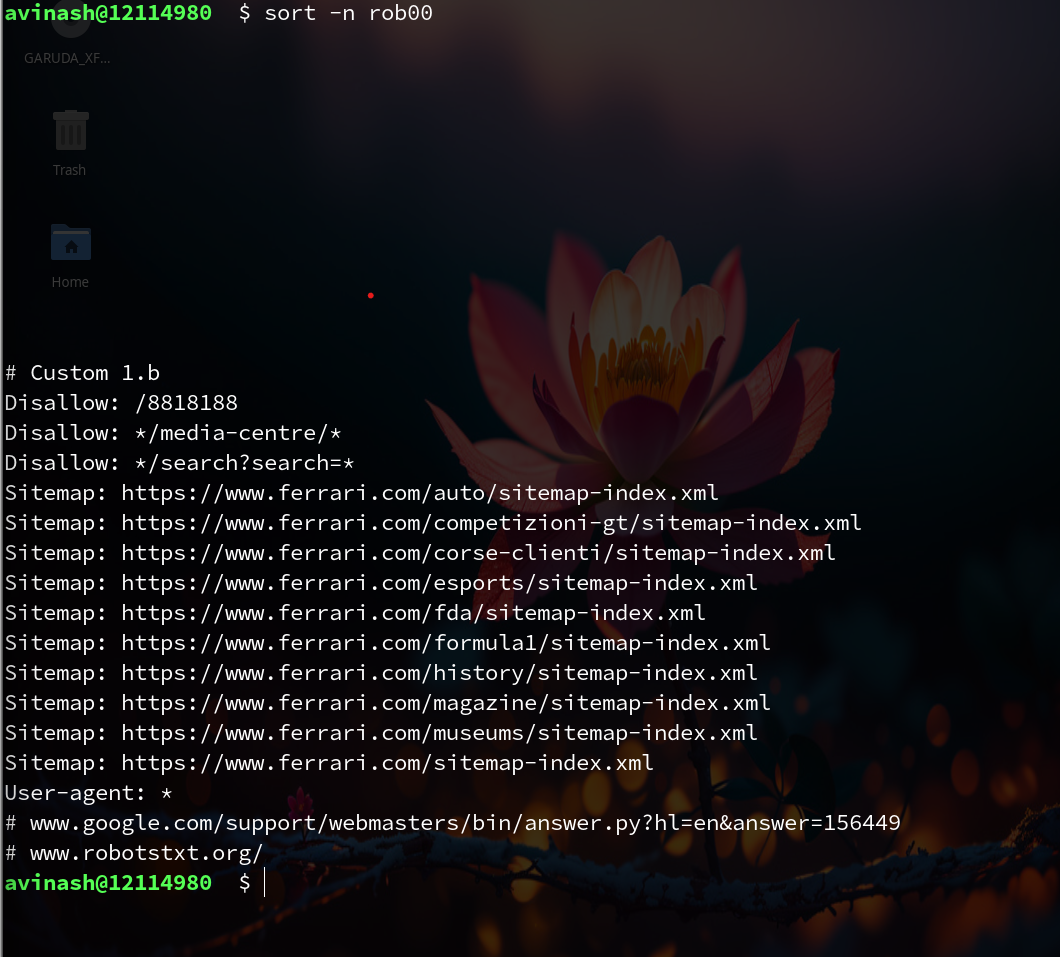 avinash@12114980  $ sort -n rob00
GARUDA_XF...
Trash
Home
# Custom 1.b
Disallow: /8818188
Disallow: */media-centre/*
Disallow: */search?search=*
Sitemap: https://www.ferrari.com/auto/sitemap-index.xml
Sitemap: https://www.ferrari.com/competizioni-gt/sitemap-index.xml
Sitemap: https://www.ferrari.com/corse-clienti/sitemap-index.xml
Sitemap: https://www.ferrari.com/esports/sitemap-index.xml
Sitemap: https://www.ferrari.com/fda/sitemap-index.xml
Sitemap: https://www.ferrari.com/formula1/sitemap-index.xml
Sitemap: https://www.ferrari.com/history/sitemap-index.xml
Sitemap: https://www.ferrari.com/magazine/sitemap-index.xml
Sitemap: https://www.ferrari.com/museums/sitemap-index.xml
Sitemap: https://www.ferrari.com/sitemap-index.xml
User-agent: *
# www.google.com/support/webmasters/bin/answer.py?hl=en&answer=156449
# www.robotstxt.org/
avinash@12114980  $